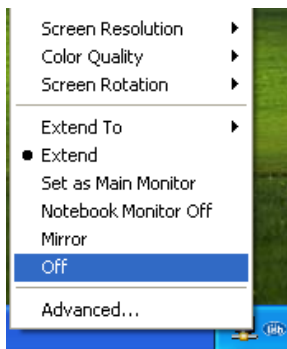 Screen Resolution
Color Quality
Screen Rotation
Extend To
Extend
Set as Main Monitor
Notebook Monitor Off
Mirror
Off
Advanced...